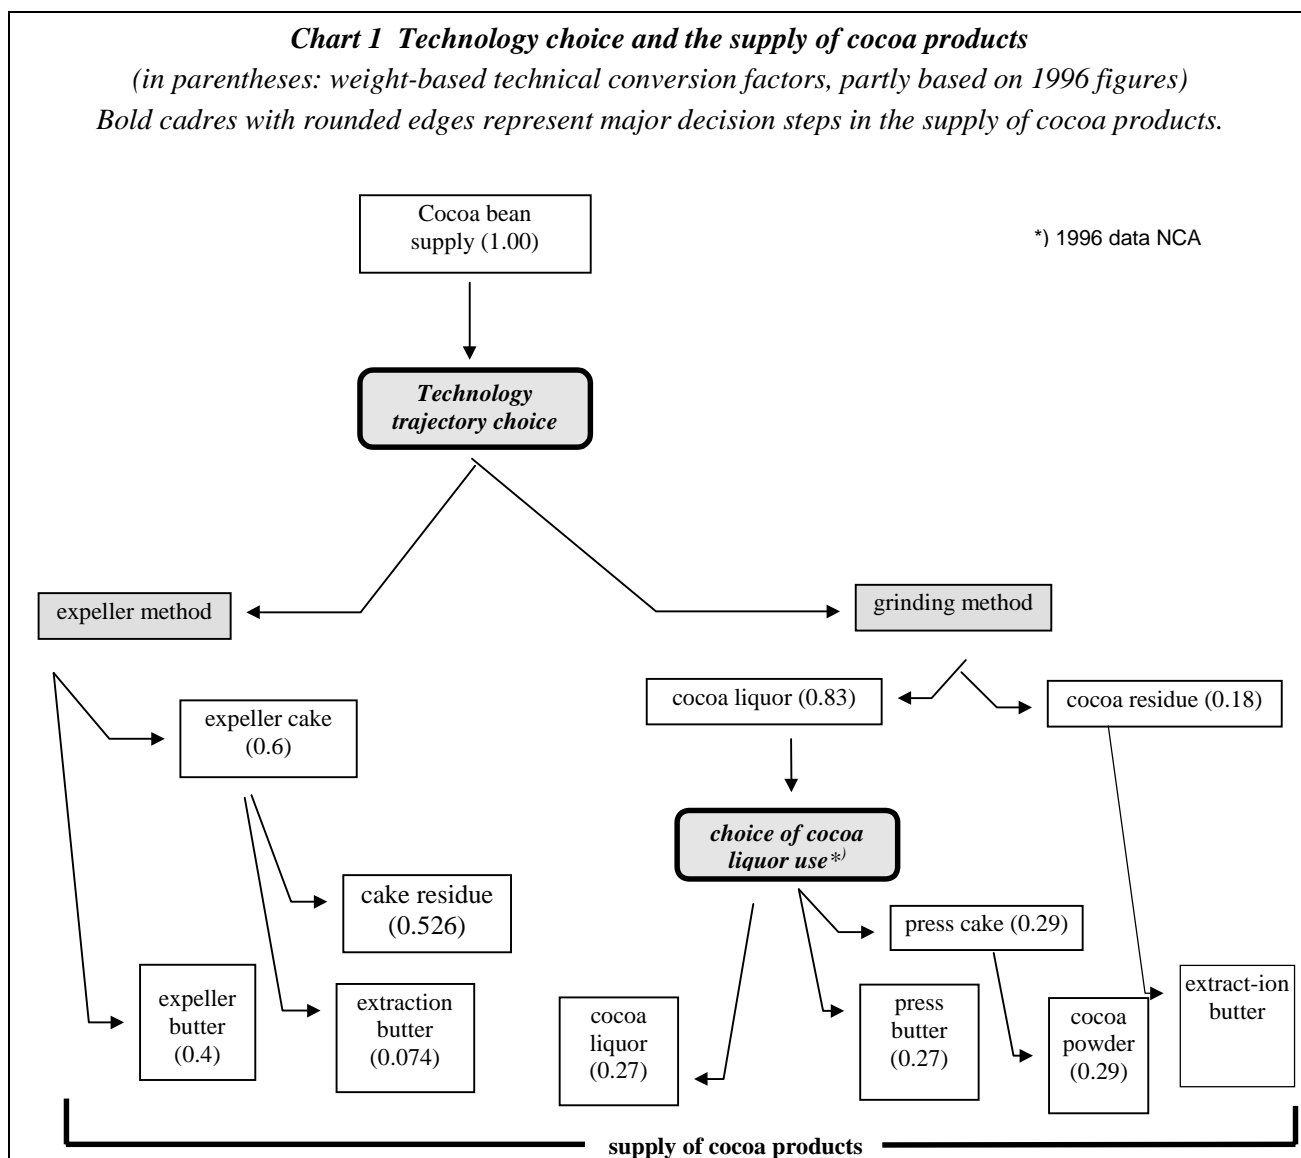 Chart 1 Technology choice and the supply of cocoa products
(in parentheses: weight-based technical conversion factors, partly based on 1996 figures)
Bold cadres with rounded edges represent major decision steps in the supply of cocoa products.
Cocoa bean
supply (1.00)
*) 1996 data NCA
Technology
trajectory choice
expeller method
grinding method
cocoa liquor (0.83)
cocoa residue (0.18)
expeller cake
(0.6)
choice of cocoa
liquor use*)
cake residue
(0.526)
press cake (0.29)
expeller
butter
(0.4)
extraction
butter
(0.074)
cocoa
liquor
(0.27)
press
butter
(0.27)
cocoa
powder
(0.29)
extract-ion
butter
supply of cocoa products